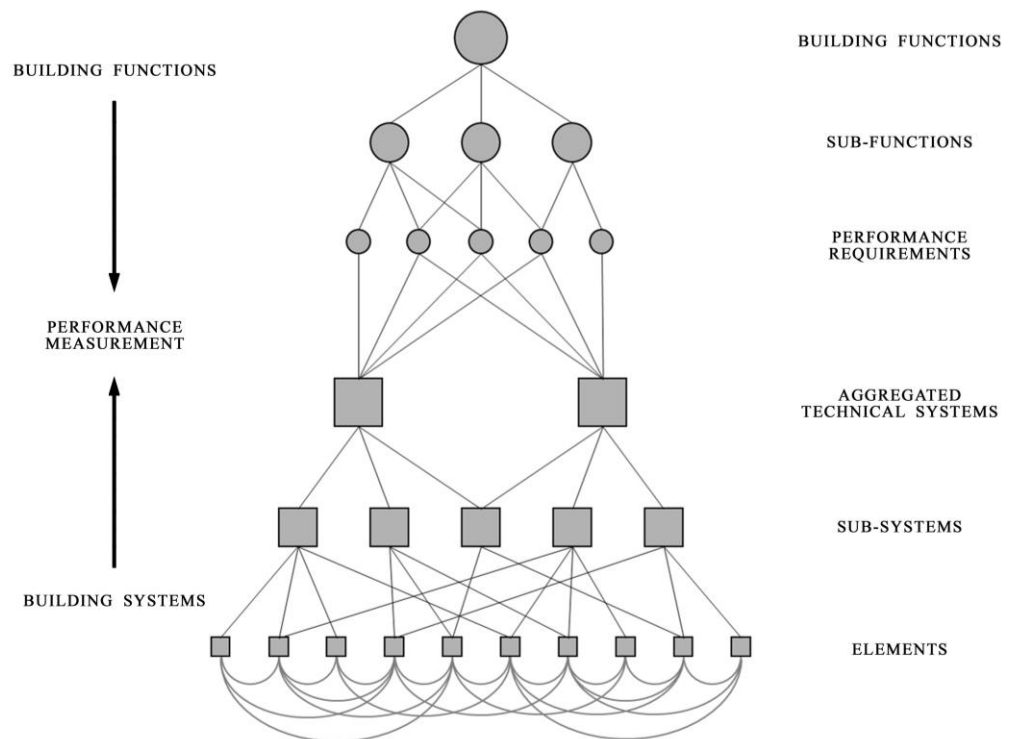 BUILDING FUNCTIONS
PERFORMANCE
MEASUREMENT
BUILDING SYSTEMS
BUILDING FUNCTIONS
SUB-FUNCTIONS
PERFORMANCE
REQUIREMENTS
AGGREGATED
TECHNICAL SYSTEMS
SUB-SYSTEMS
ELEMENTS